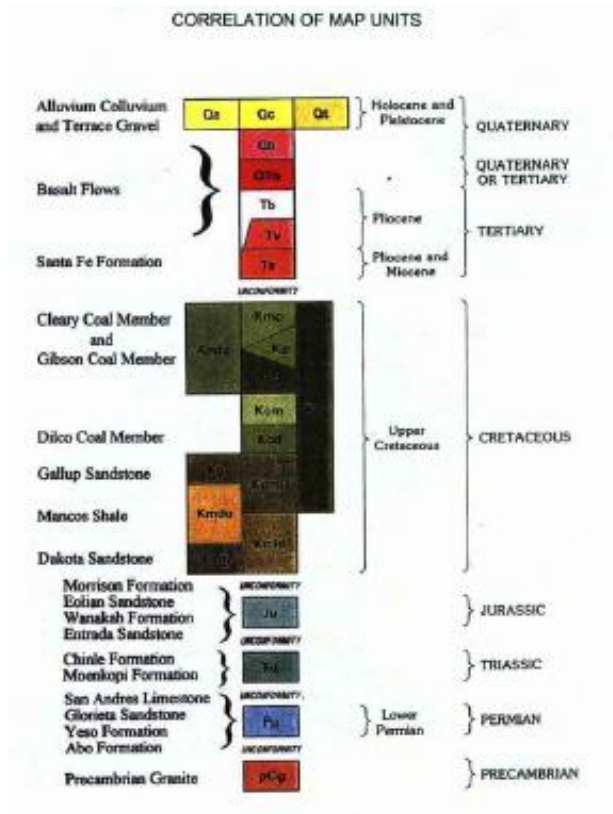 CORRELATION OF MAP UNITS
Alluvium Colluvium
and Terrace Gravel
Qa
Qc
Qt
Holocene and
Pleistocene
QUATERNARY
Qb
QTb
QUATERNARY
OR TERTIARY
Basalt Flows
Tb
Tv
Pliocene
TERTIARY
Santa Fe Formation
Ts
Pliocene and
Miocene
UNCONFORMITY
Cleary Coal Member
and
Gibson Coal Member
Dilco Coal Member
Upper
Cretaceous
CRETACEOUS
Gallup Sandstone
Mancos Shale
Kmdu
Dakota Sandstone
UNCONFORMITY
Morrison Formation
Eolian Sandstone
Wanakah Formation
Entrada Sandstone
Ju
JURASSIC
UNCONFORMITY
Chinle Formation
Moenkopi Formation
TRIASSIC
UNCONFORMITY
San Andres Limestone
Glorieta Sandstone
Yeso Formation
Abo Formation
Pu
Lower
Permian
PERMIAN
UNCONFORMITY
Precambrian Granite
pCg
PRECAMBRIAN